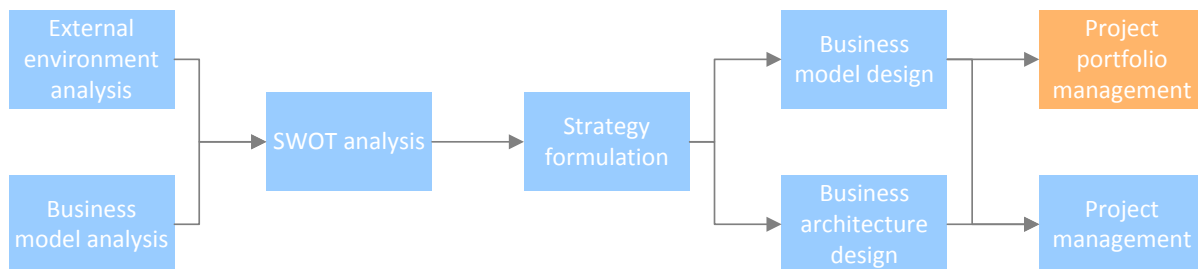 External
environment
analysis
Business
model analysis
SWOT analysis
Strategy
formulation
Business
model design
Business
architecture
design
Project
portfolio
management
Project
management